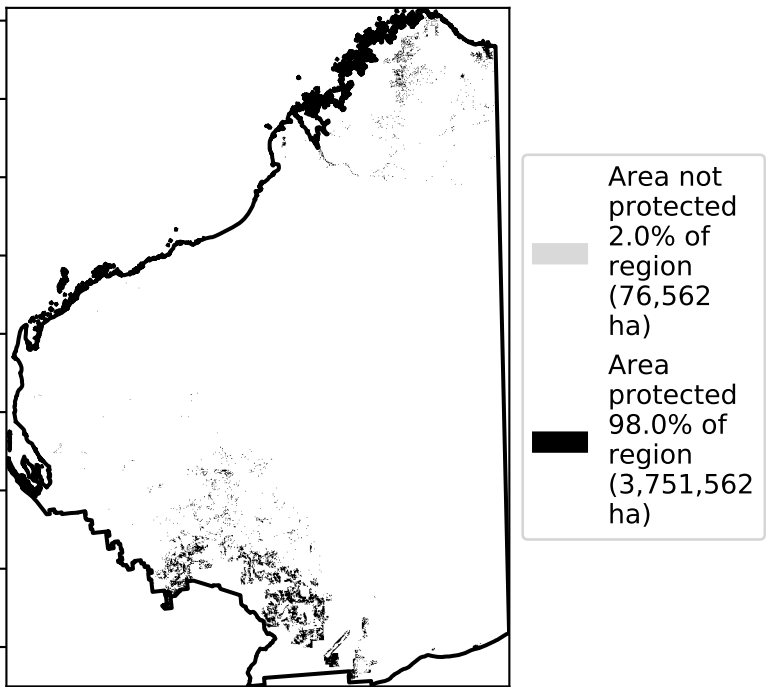 Area not
protected
2.0% of
region
(76,562
ha)
Area
protected
98.0% of
region
(3,751,562
ha)